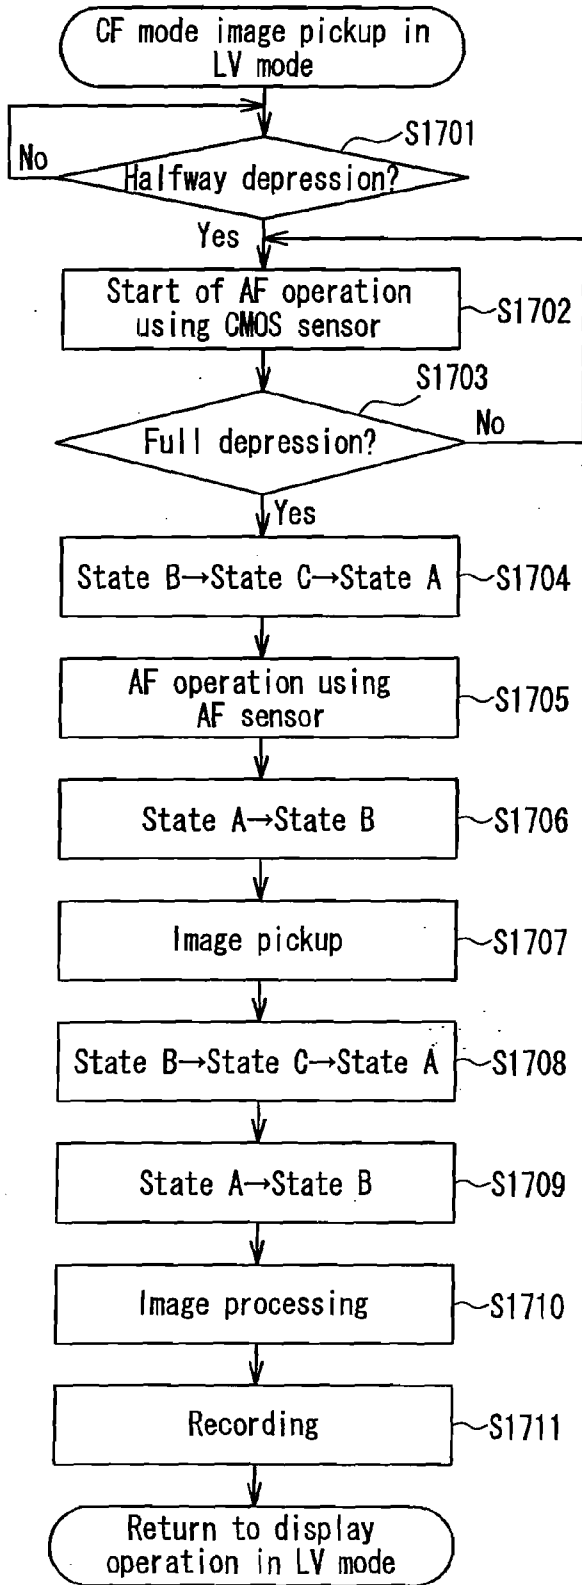 CF mode image pickup in
LV mode
S1701
No
Halfway depression?
Yes
Start of AF operation
using CMOS sensor
S1702
S1703
Full depression?
No
Yes
State B→State C→State A
S1704
AF operation using
AF sensor
S1705
State A→State B
S1706
Image pickup
S1707
State B→State C→State A
S1708
State A→State B
S1709
Image processing
S1710
Recording
S1711
Return to display
operation in LV mode